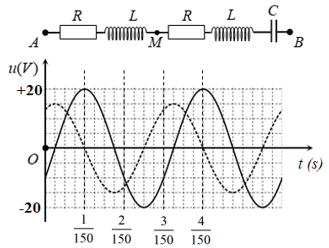 R L R L C
A M B
u(V)
+20
O
t (s)
-20
1/150 2/150 3/150 4/150